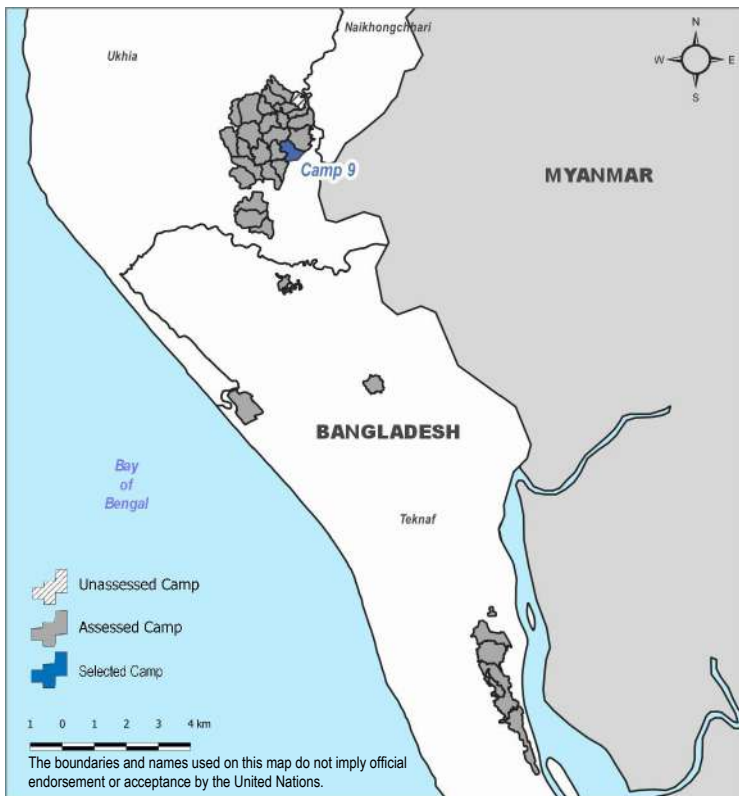 Naikhongchhari
Ukhia
N
W
E
S
Camp 9
MYANMAR
BANGLADESH
Bay
of
Bengal
Teknaf
Unassessed Camp
Assessed Camp
Selected Camp
1 0 1 2 3 4 km
The boundaries and names used on this map do not imply official
endorsement or acceptance by the United Nations.